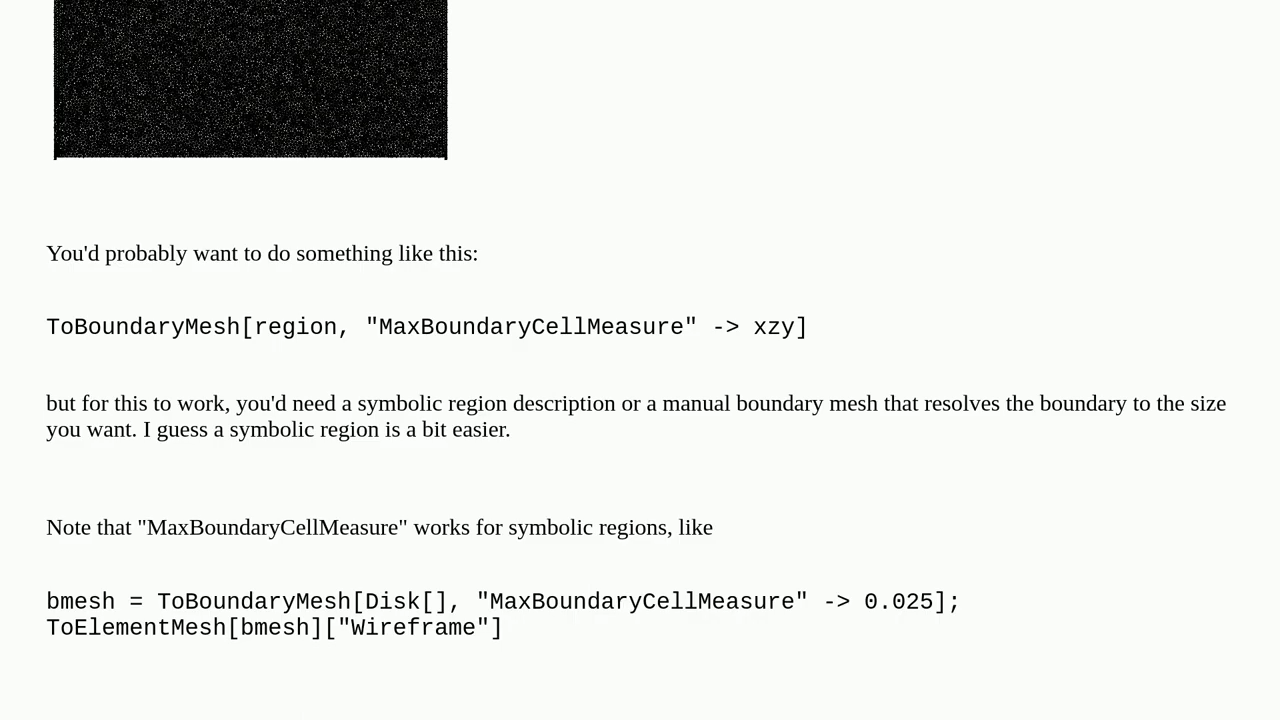 You'd probably want to do something like this:
ToBoundaryMesh[region, "MaxBoundaryCellMeasure" -> xzy]
but for this to work, you'd need a symbolic region description or a manual boundary mesh that resolves the boundary to the size
you want. I guess a symbolic region is a bit easier.
Note that "MaxBoundaryCellMeasure" works for symbolic regions, like
bmesh = ToBoundaryMesh[Disk[], "MaxBoundaryCellMeasure" -> 0.025];
ToElementMesh[bmesh]["Wireframe"]